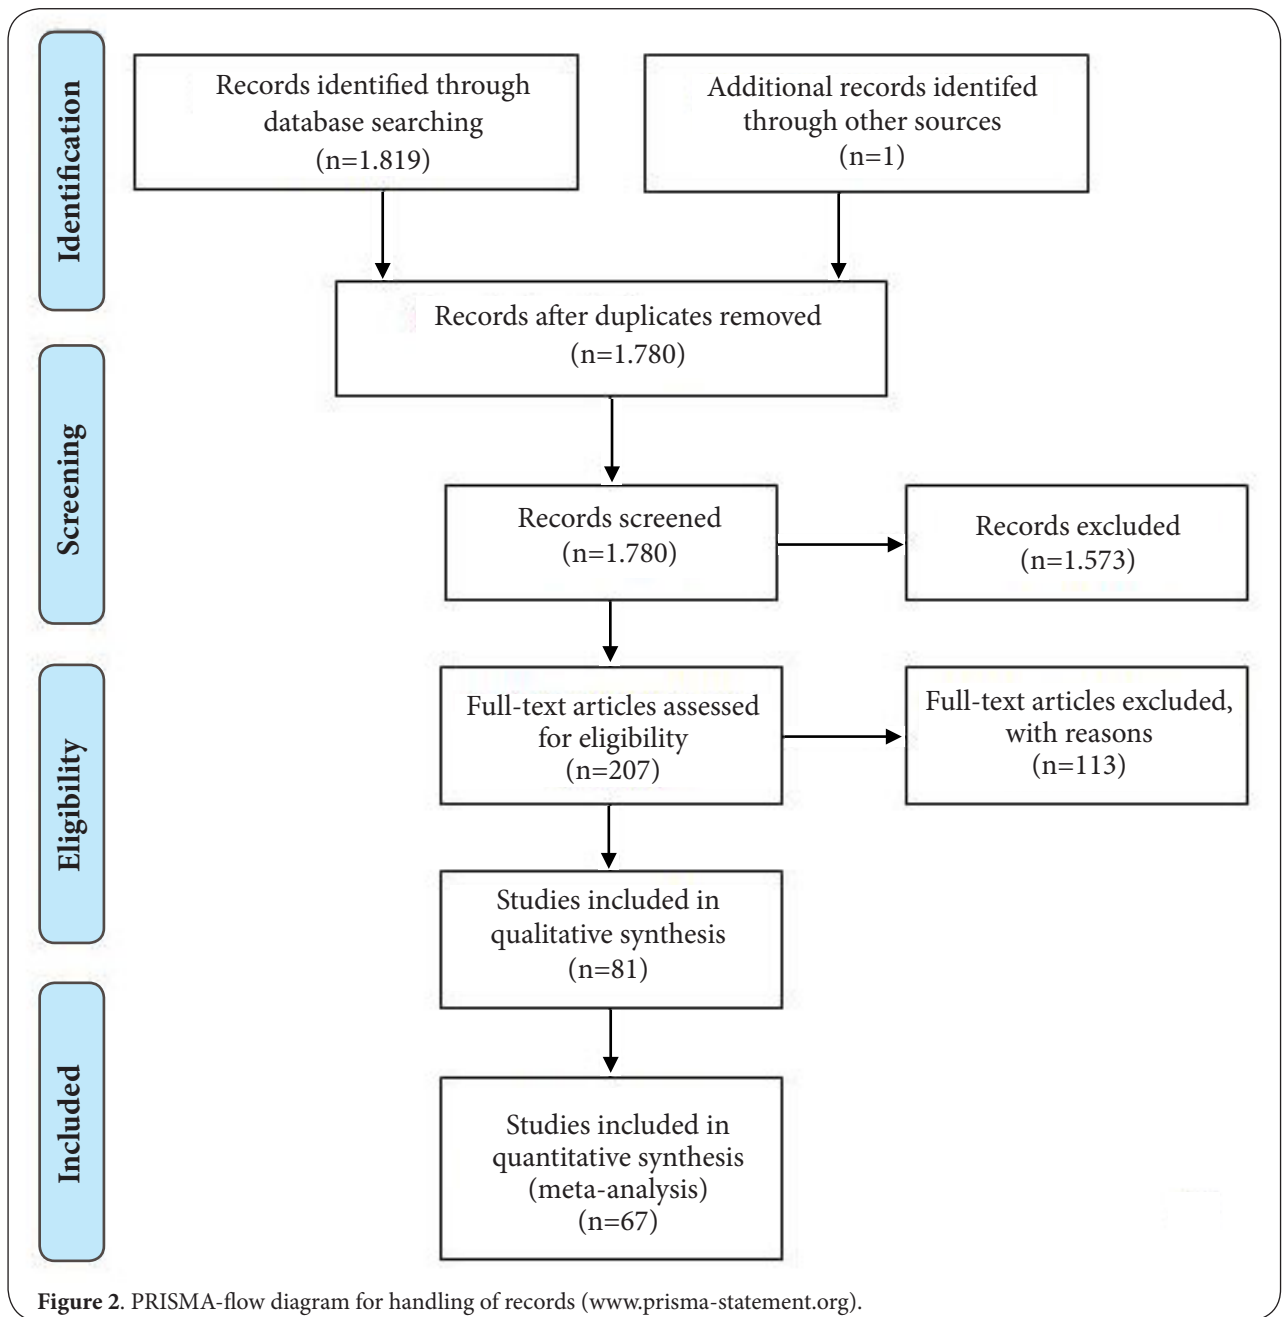 Identification
Records identified through
database searching
(n=1.819)
Additional records identifed
through other sources
(n=1)
Records after duplicates removed
(n=1.780)
Screening
Records screened
(n=1.780)
Records excluded
(n=1.573)
Eligibility
Full-text articles assessed
for eligibility
(n=207)
Full-text articles excluded,
with reasons
(n=113)
Studies included in
qualitative synthesis
(n=81)
Included
Studies included in
quantitative synthesis
(meta-analysis)
(n=67)
Figure 2. PRISMA-flow diagram for handling of records (www.prisma-statement.org).